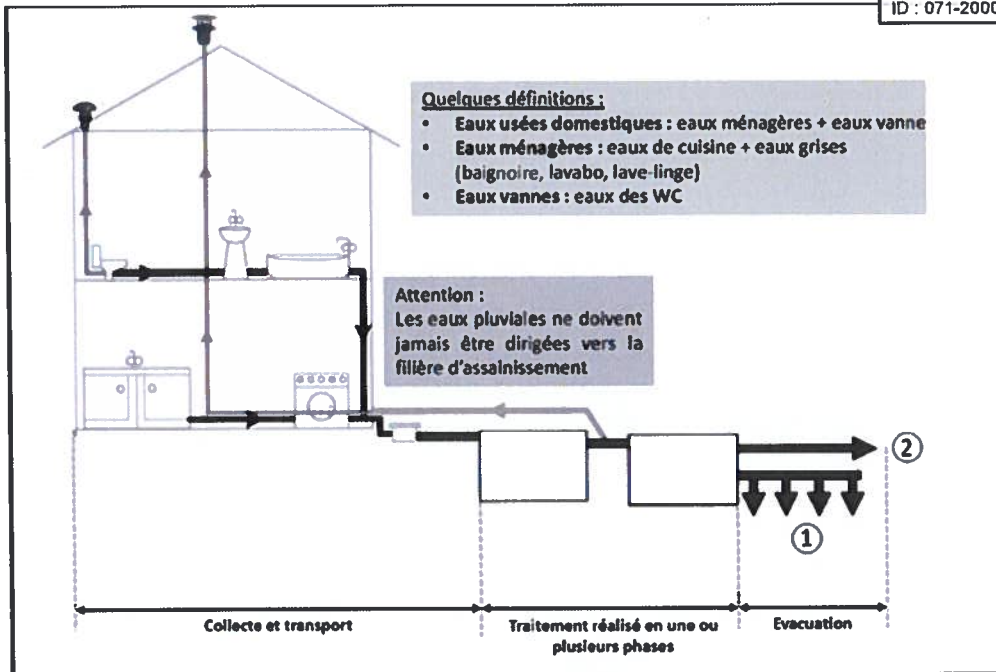 ID : 071-2000
Quelques définitions :
• Eaux usées domestiques : eaux ménagères + eaux vanne
• Eaux ménagères : eaux de cuisine + eaux grises
(baignoire, lavabo, lave-linge)
• Eaux vannes : eaux des WC
Attention :
Les eaux pluviales ne doivent
jamais être dirigées vers la
filière d'assainissement
②
①
Collecte et transport
Traitement réalisé en une ou
plusieurs phases
Evacuation